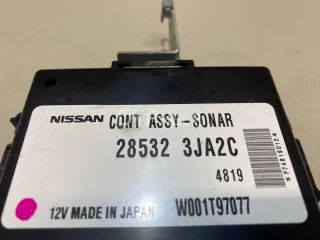 NISSAN CONT ASSY-SONAR
28532 3JA2C
4819
12V MADE IN JAPAN W001T97077